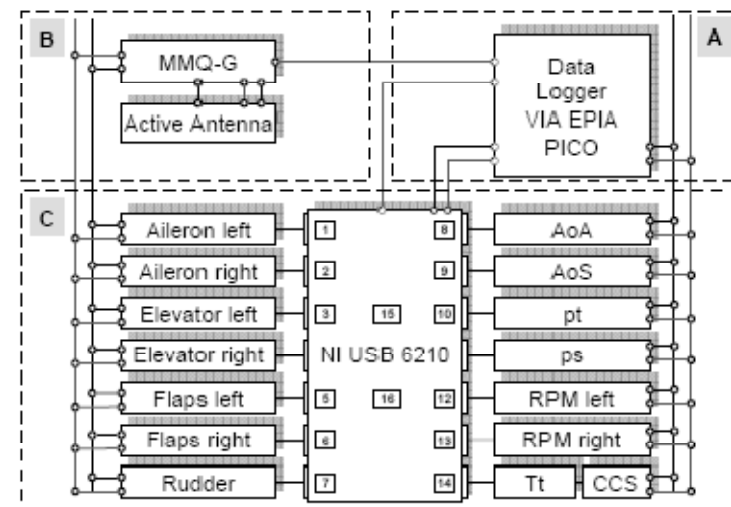 B
MMQ-G
Active Antenna
A
Data
Logger
VIA EPIA
PICO
C
Aileron left
1
8
AoA
Aileron right
2
9
AoS
Elevator left
3
15
10
pt
Elevator right
NI USB 6210
ps
Flaps left
5
16
12
RPM left
Flaps right
6
13
RPM right
Rudder
7
14
Tt
CCS